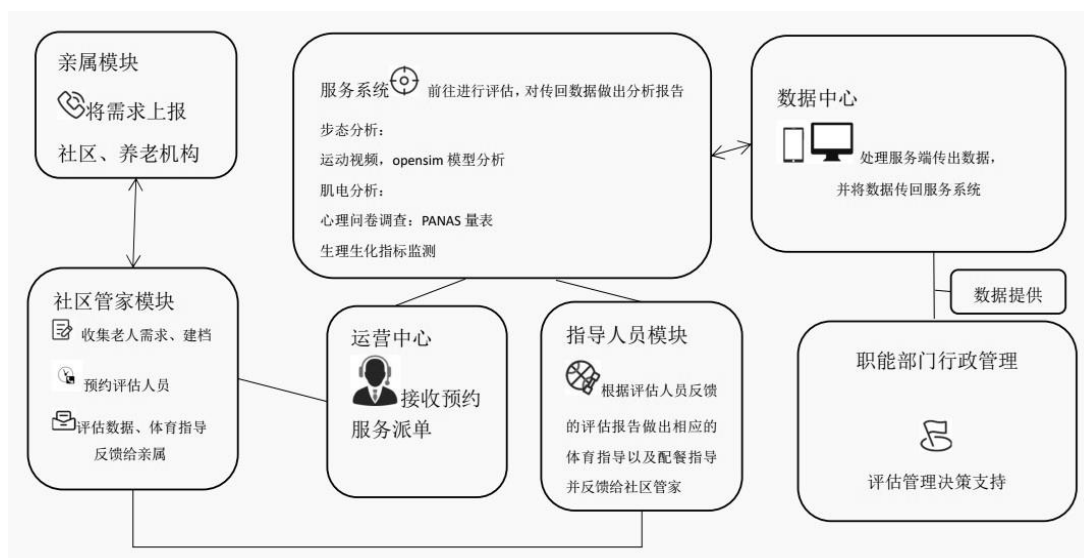 亲属模块
将需求上报
社区、养老机构
服务系统 前往进行评估，对传回数据做出分析报告
步态分析：
运动视频，opensim 模型分析
肌电分析：
心理问卷调查：PANAS 量表
生理生化指标监测
数据中心
处理服务端传出数据，
并将数据传回服务系统
社区管家模块
收集老人需求、建档
预约评估人员
评估数据、体育指导
反馈给亲属
运营中心
接收预约
服务派单
指导人员模块
根据评估人员反馈
的评估报告做出相应的
体育指导以及配餐指导
并反馈给社区管家
数据提供
职能部门行政管理
评估管理决策支持